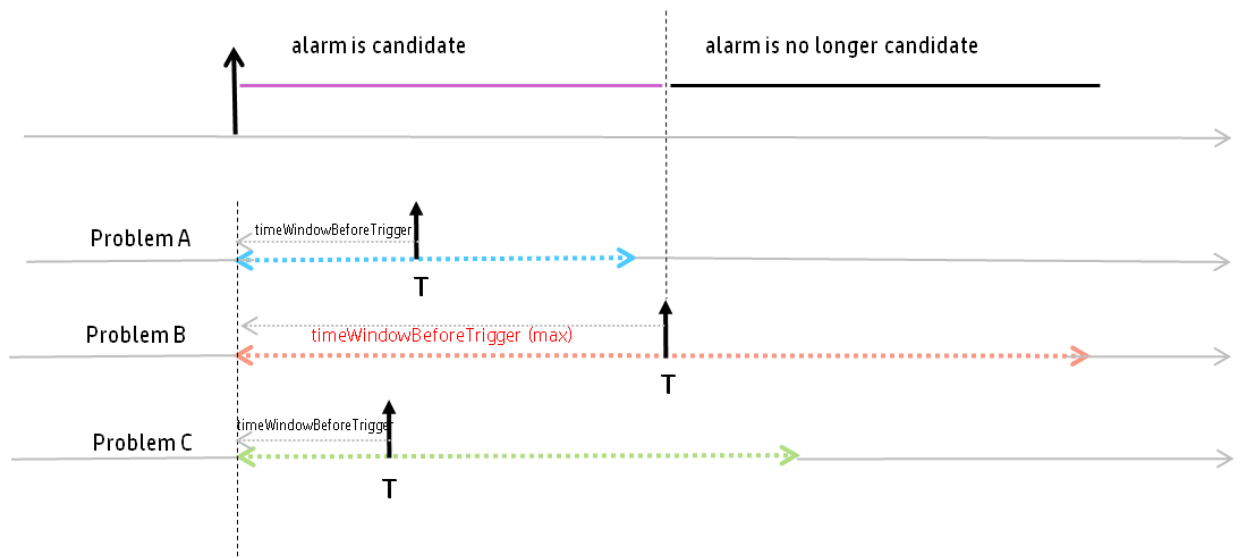 alarm is candidate
alarm is no longer candidate
Problem A
timeWindowBeforeTrigger
T
Problem B
timeWindowBeforeTrigger (max)
T
Problem C
timeWindowBeforeTrigger
T